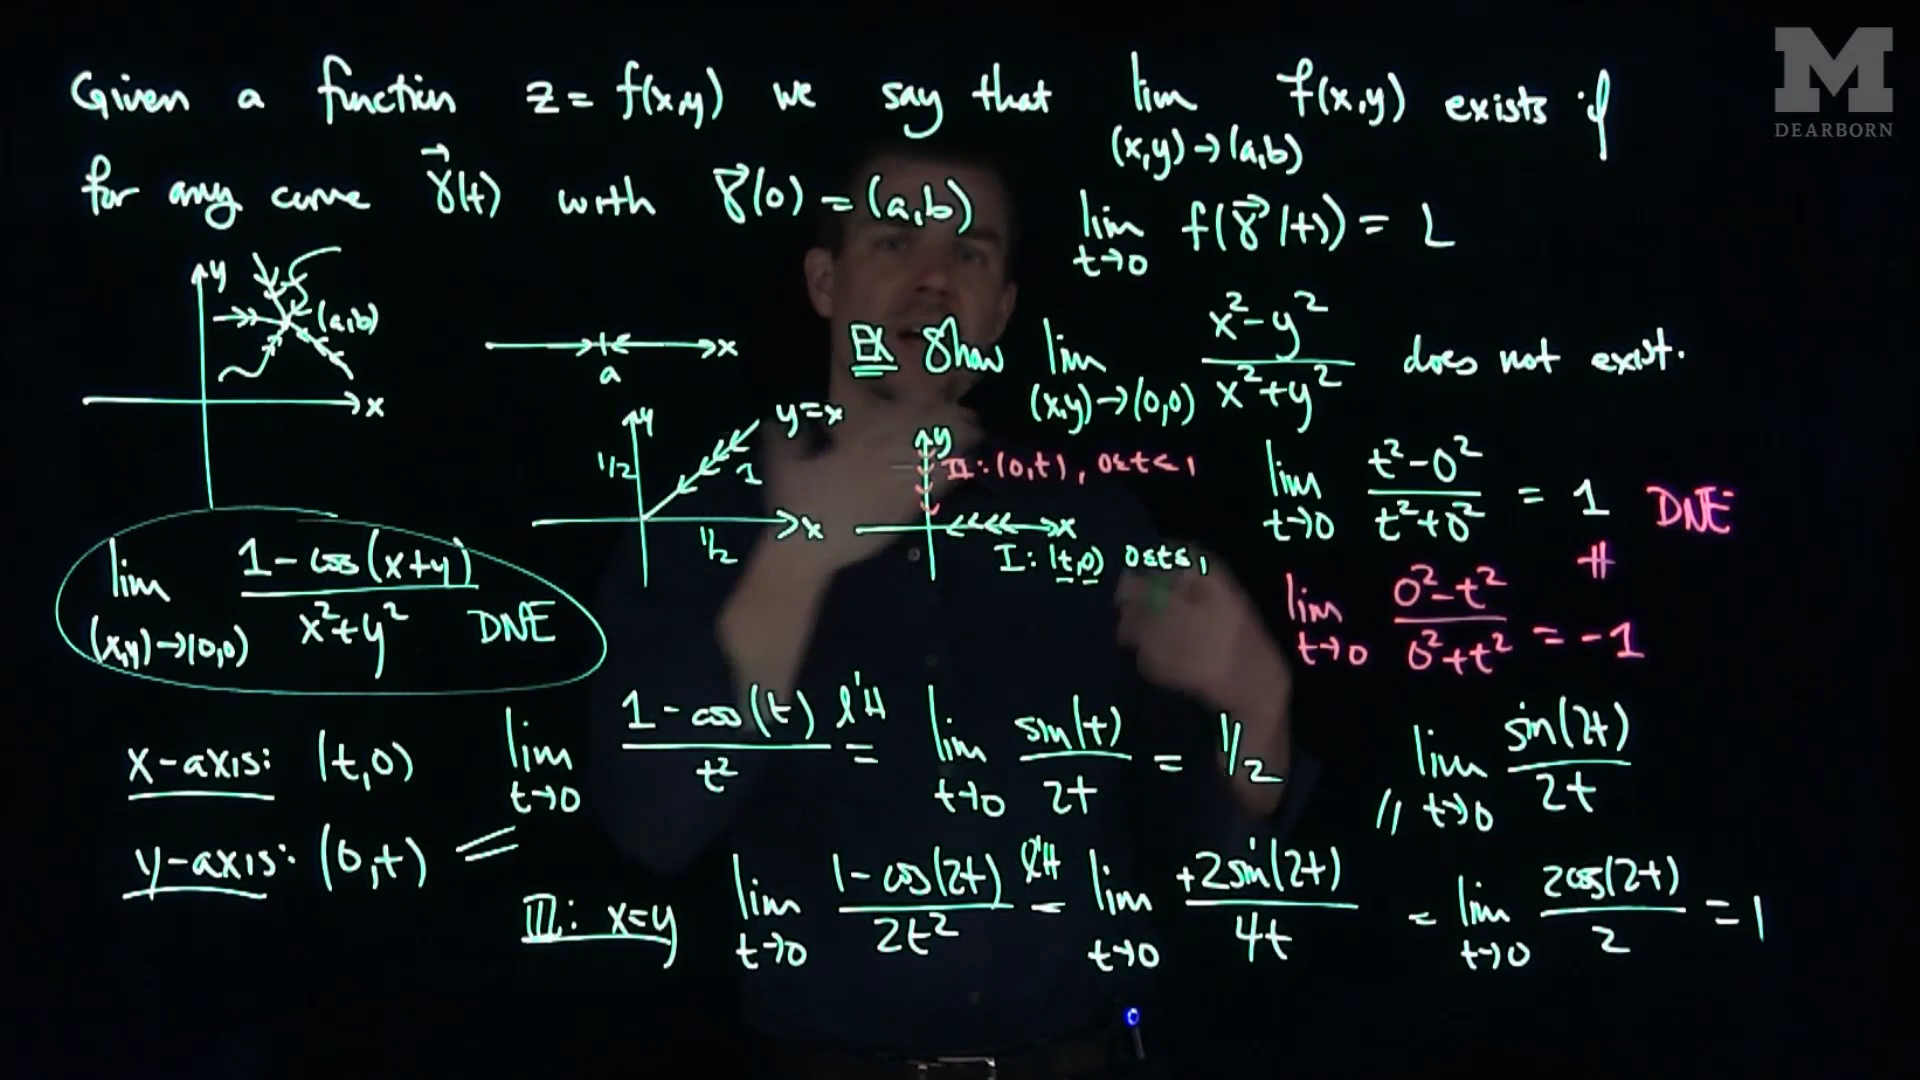 M
DEARBORN
Given a function z = f(x,y) we say that lim (x,y)→(a,b) f(x,y) exists if
for any curve γ⃗(t) with γ⃗(0) = (a,b) lim t→0 f(γ⃗(t)) = L
y
(a,b)
x
a
x
EX Show lim (x,y)→(0,0) (x²-y²)/(x²+y²) does not exist.
y
y=x
1/2
1
1/2
x
y
II: (0,t), 0≤t≤1
x
I: (t,0) 0≤t≤1
lim t→0 (t²-0²)/(t²+0²) = 1 DNE
≠
lim t→0 (0²-t²)/(0²+t²) = -1
lim (x,y)→(0,0) (1-cos(x+y))/(x²+y²) DNE
x-axis: (t,0) lim t→0 (1-cos(t))/t² l'H = lim t→0 sin(t)/2t = 1/2
y-axis: (0,t) =
// lim t→0 sin(2t)/2t
III: x=y lim t→0 (1-cos(2t))/2t² l'H = lim t→0 +2sin(2t)/4t = lim t→0 2cos(2t)/2 = 1